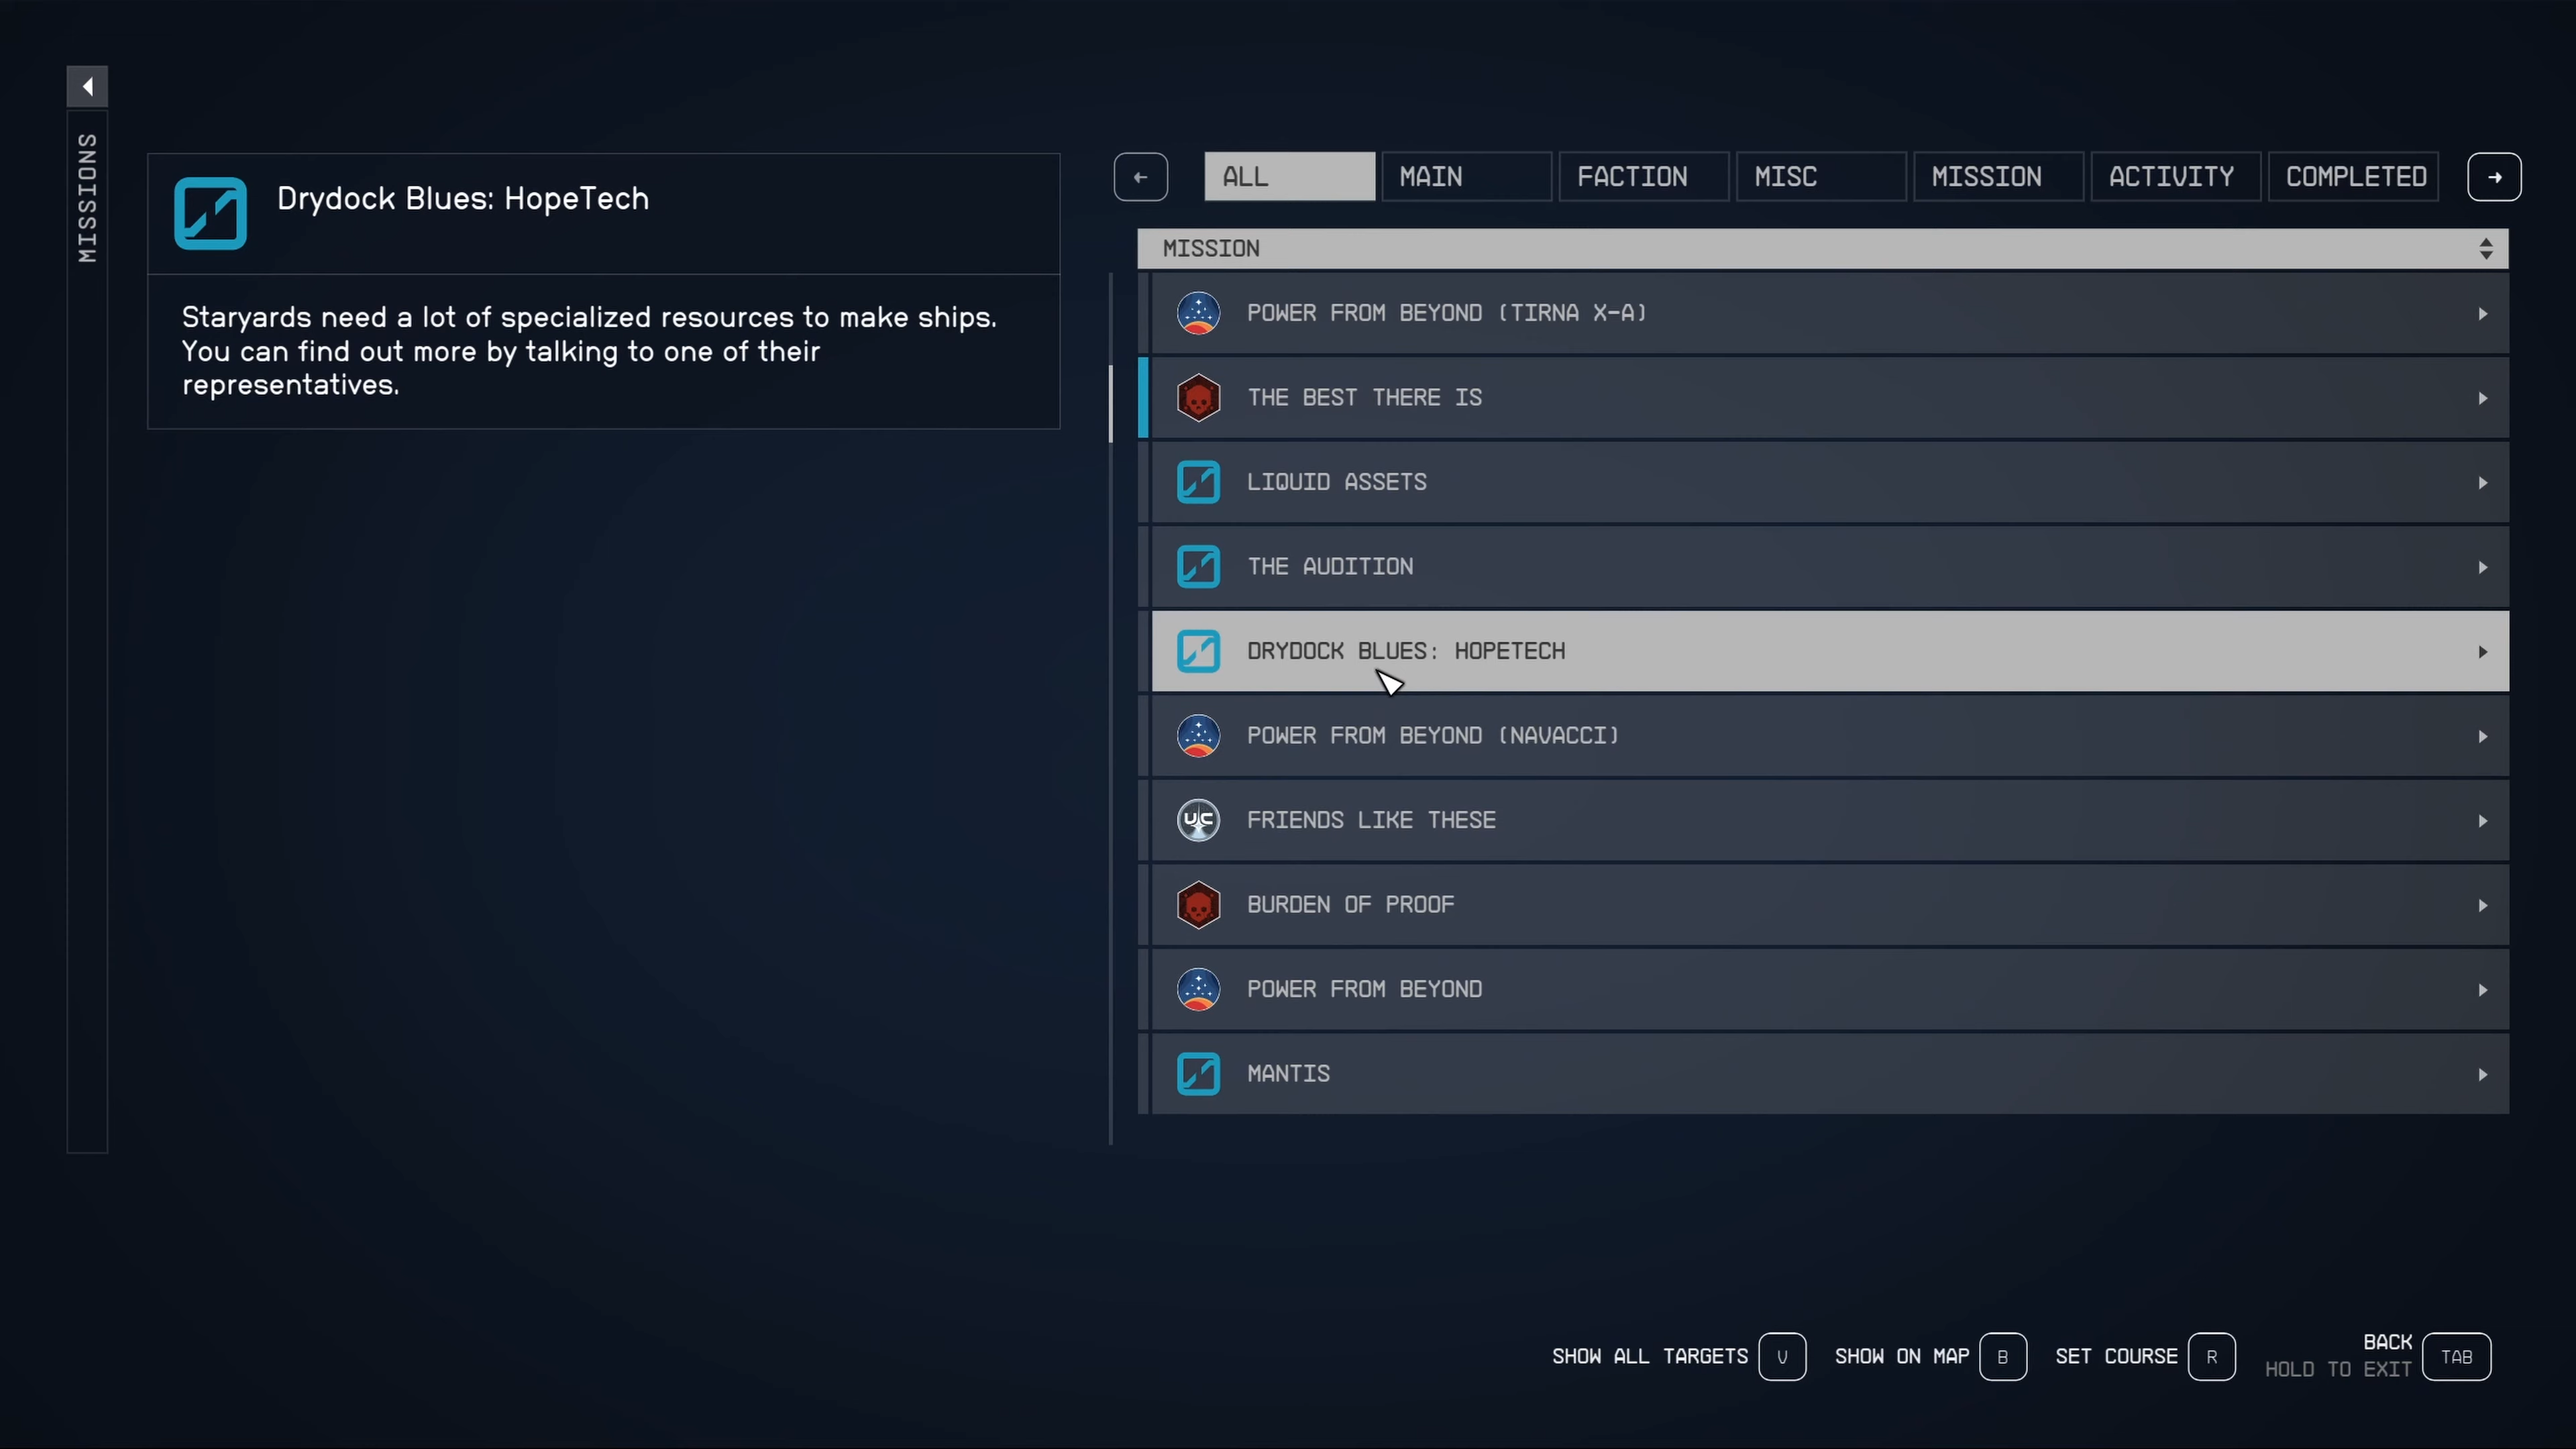 MISSIONS
Drydock Blues: HopeTech
Staryards need a lot of specialized resources to make ships.
You can find out more by talking to one of their
representatives.
ALL
MAIN
FACTION
MISC
MISSION
ACTIVITY
COMPLETED
MISSION
POWER FROM BEYOND (TIRNA X-A)
THE BEST THERE IS
LIQUID ASSETS
THE AUDITION
DRYDOCK BLUES: HOPETECH
POWER FROM BEYOND (NAVACCI)
UC
FRIENDS LIKE THESE
BURDEN OF PROOF
POWER FROM BEYOND
MANTIS
SHOW ALL TARGETS V
SHOW ON MAP B
SET COURSE R
BACK
HOLD TO EXIT
TAB